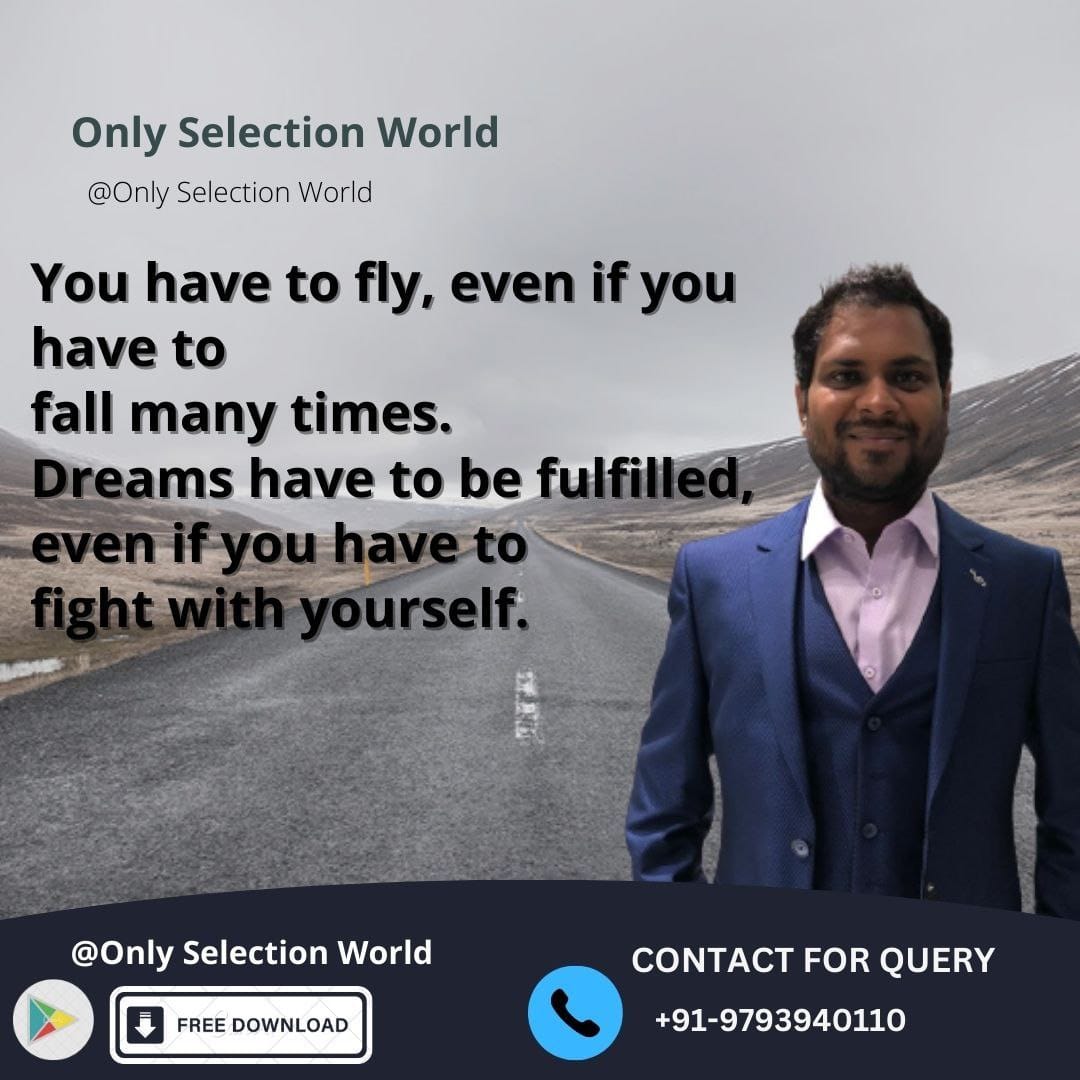 Only Selection World
@Only Selection World
You have to fly, even if you
have to
fall many times.
Dreams have to be fulfilled,
even if you have to
fight with yourself.
@Only Selection World
FREE DOWNLOAD
CONTACT FOR QUERY
+91-9793940110